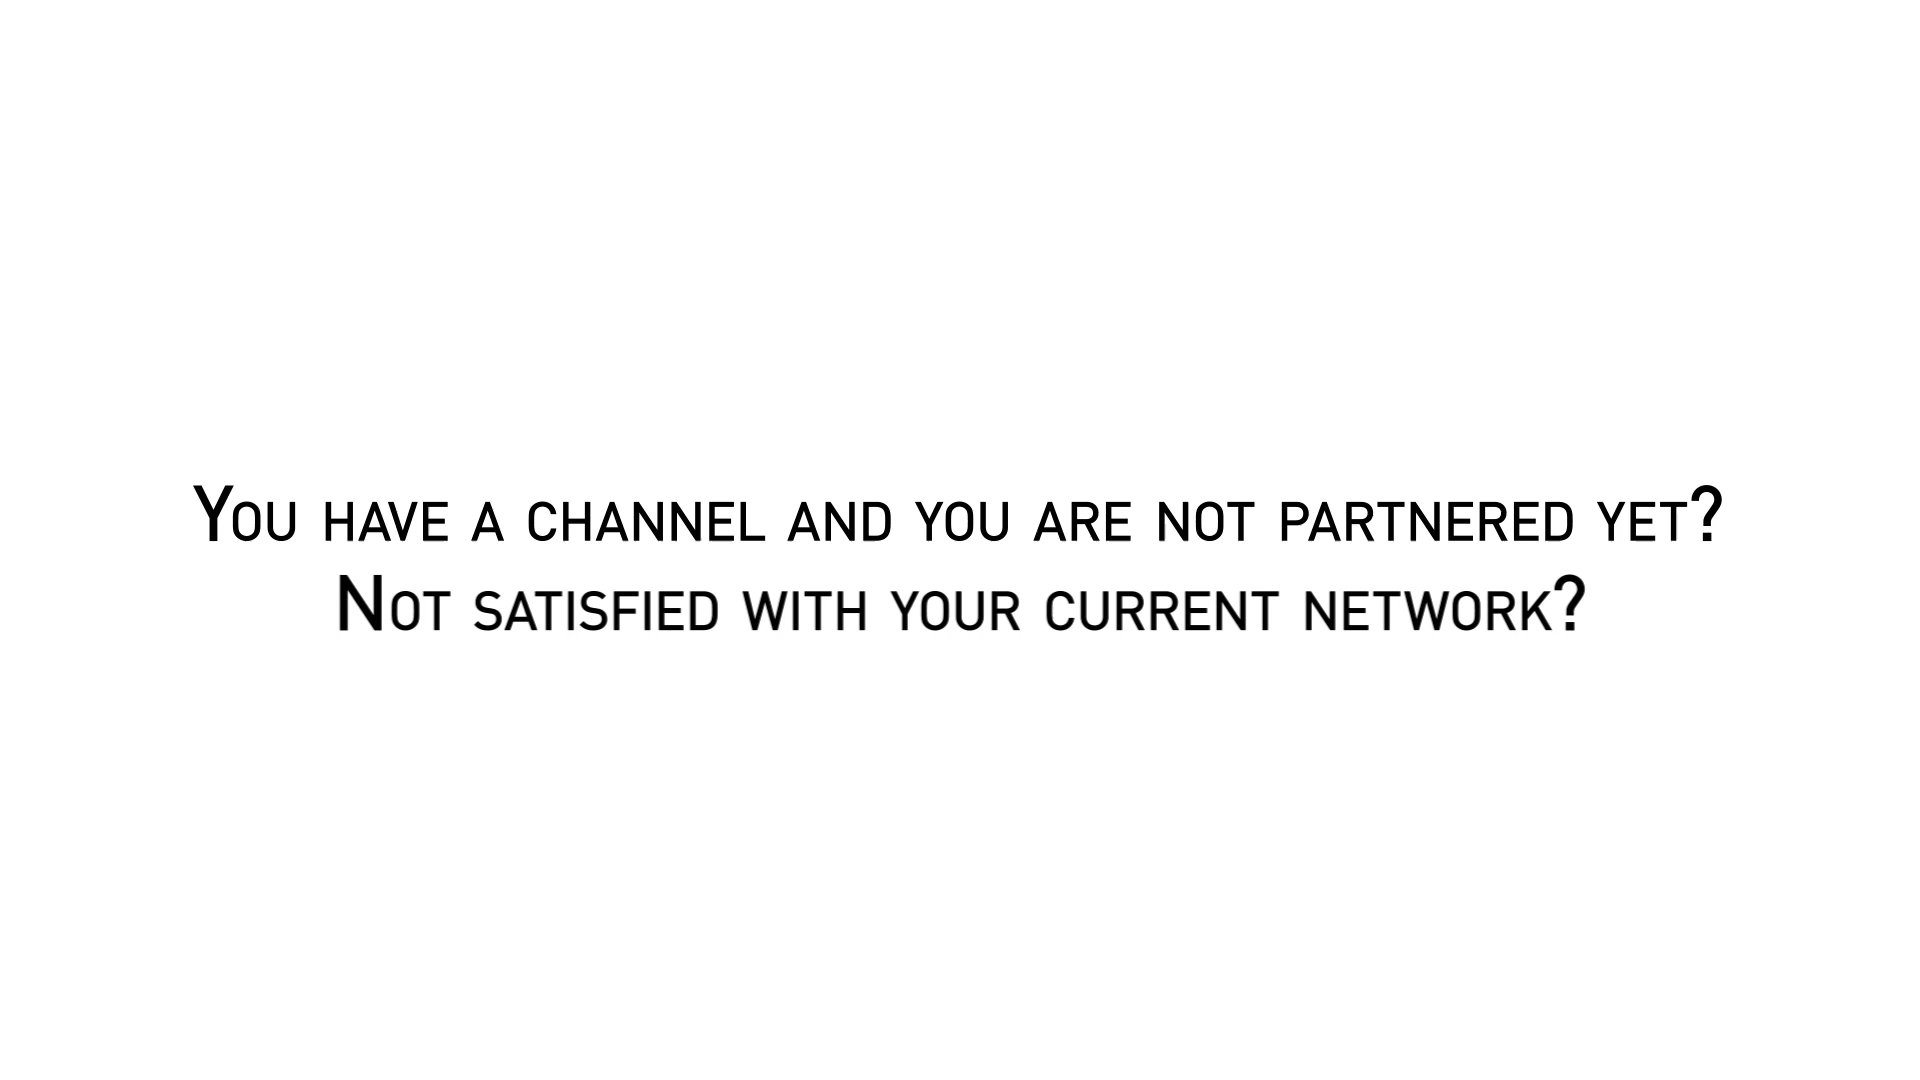 You have a channel and you are not partnered yet?
Not satisfied with your current network?